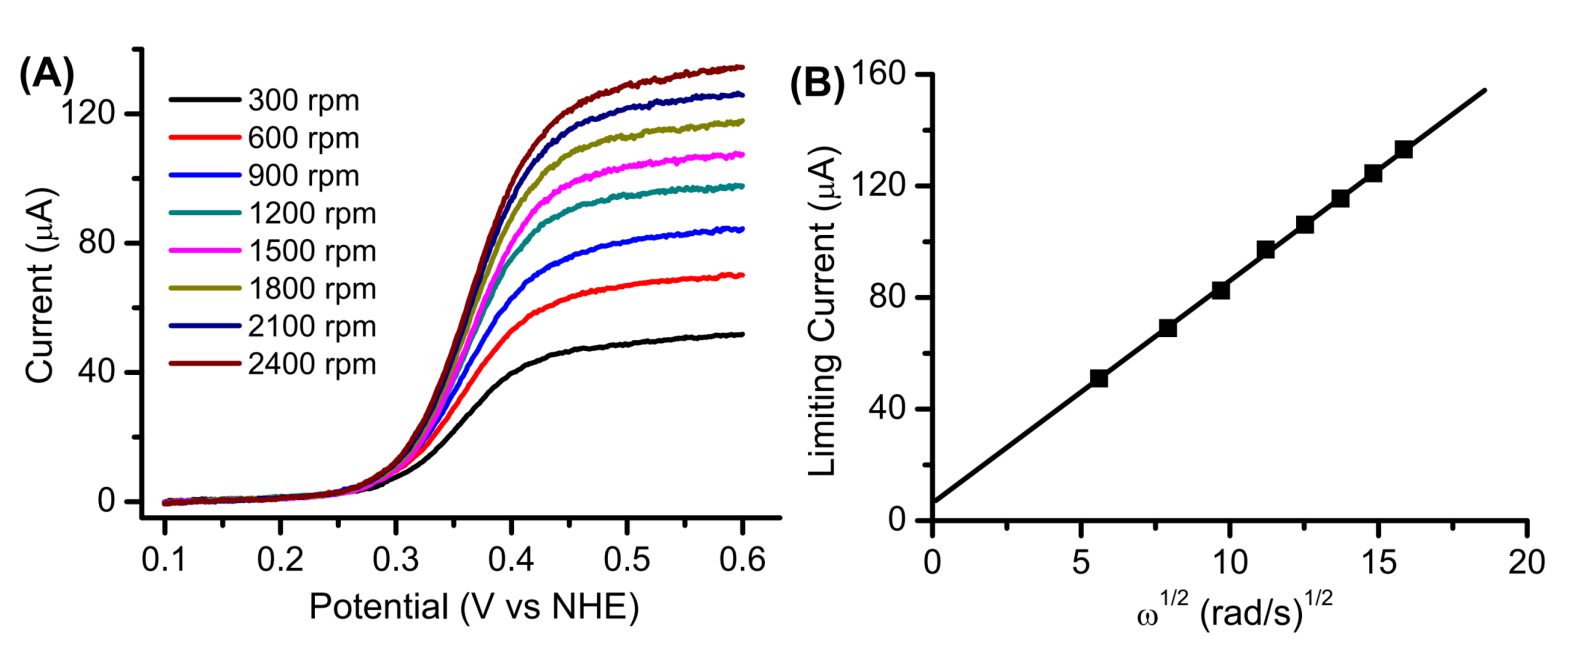 (A)
120
80
40
0
Current (μA)
300 rpm
600 rpm
900 rpm
1200 rpm
1500 rpm
1800 rpm
2100 rpm
2400 rpm
0.1 0.2 0.3 0.4 0.5 0.6
Potential (V vs NHE)
(B)
160
120
80
40
0
Limiting Current (μA)
0 5 10 15 20
ω^1/2 (rad/s)^1/2